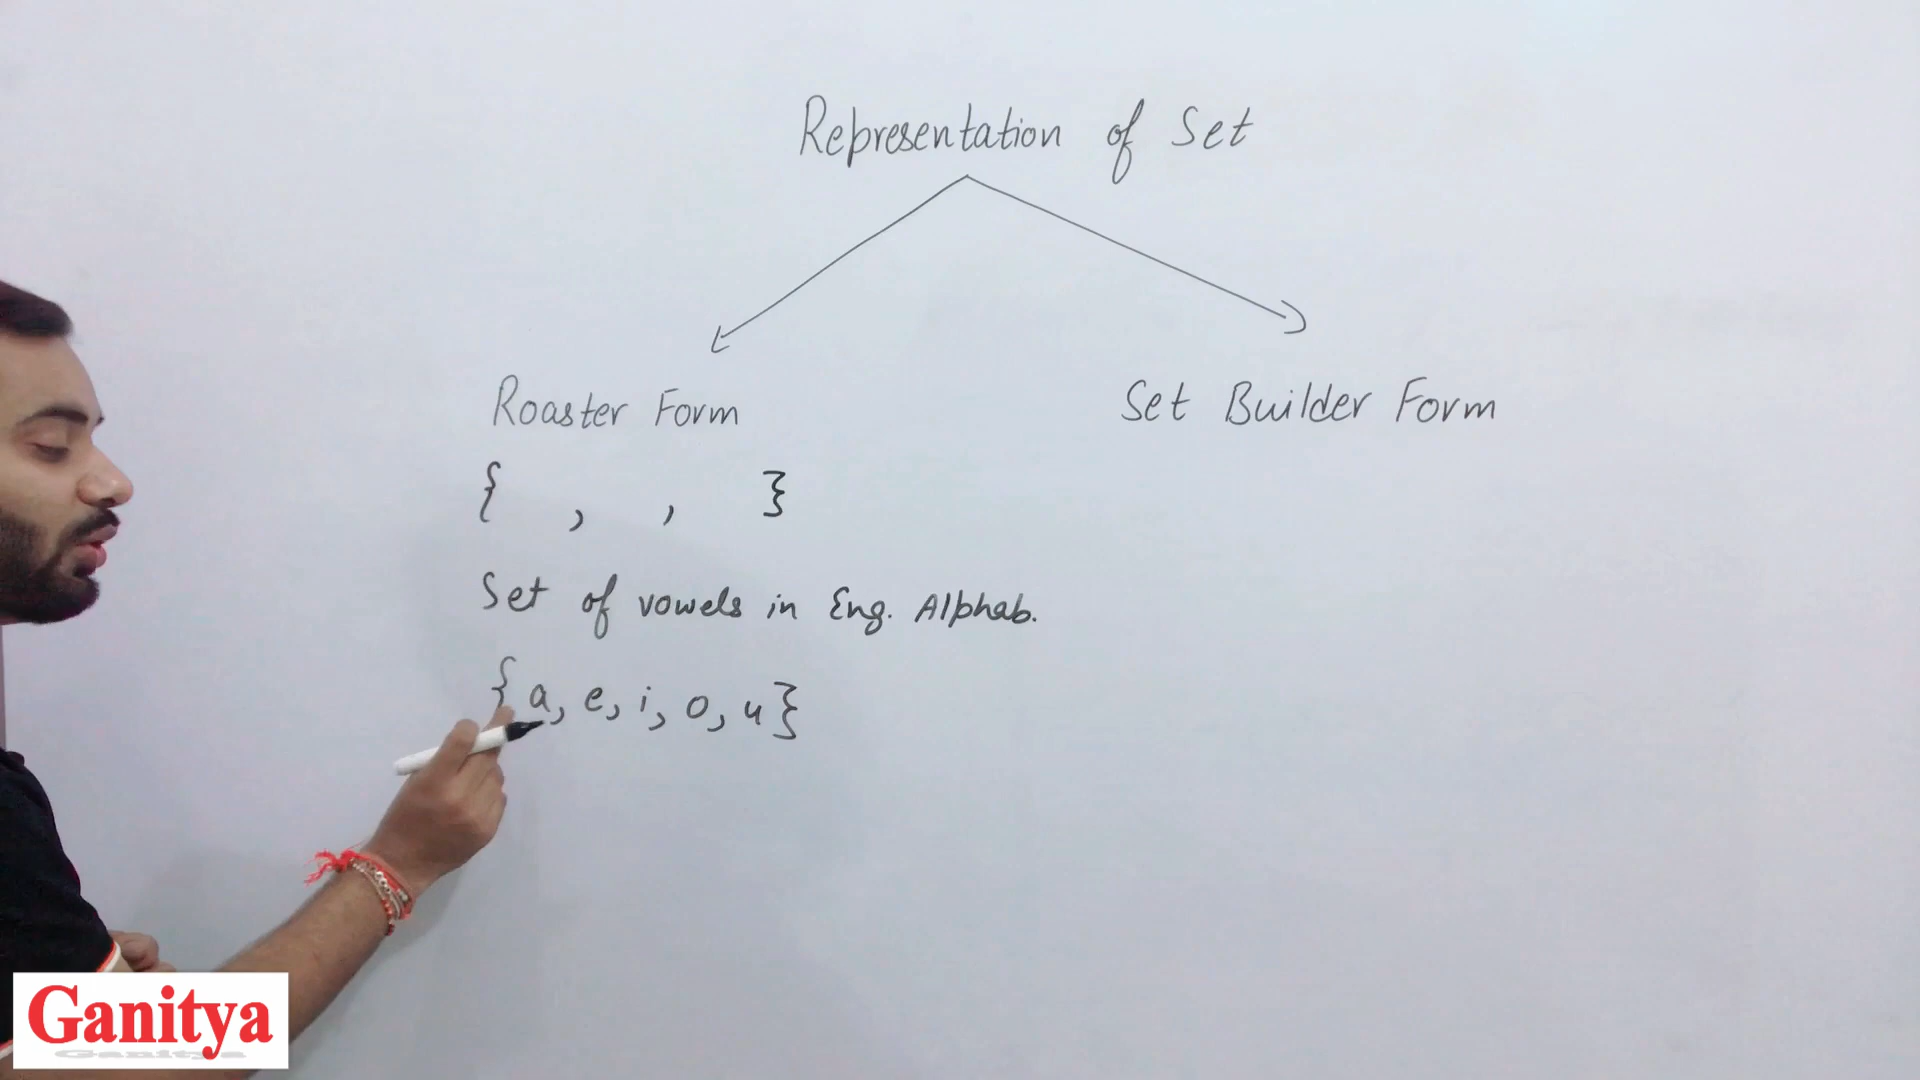 Representation of Set
Roaster Form
Set Builder Form
{ , , }
Set of vowels in Eng. Alphab.
{a, e, i, o, u}
Ganitya